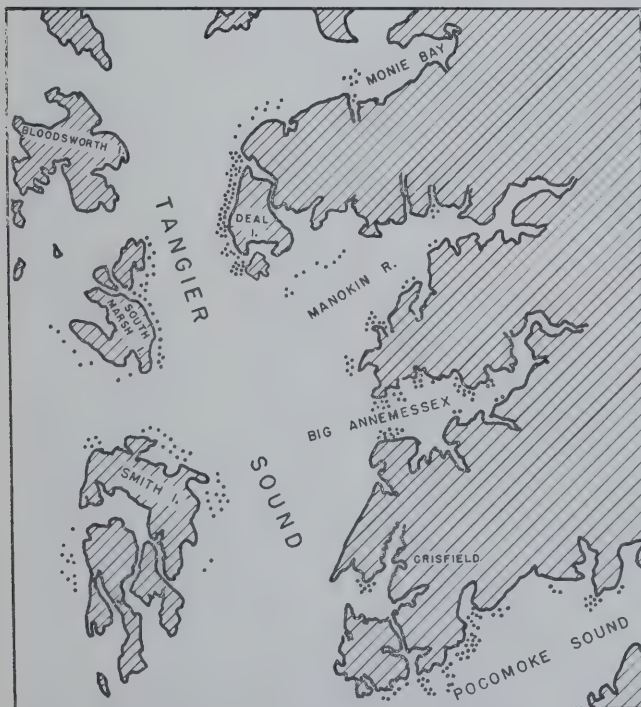 MONIE BAY
BLOODSWORTH
DEAL
I.
TANGIER
SOUTH
MARSH
MANOKIN R.
BIG ANNEMESSEX
SOUND
SMITH I.
CRISFIELD
POCOMOKE SOUND